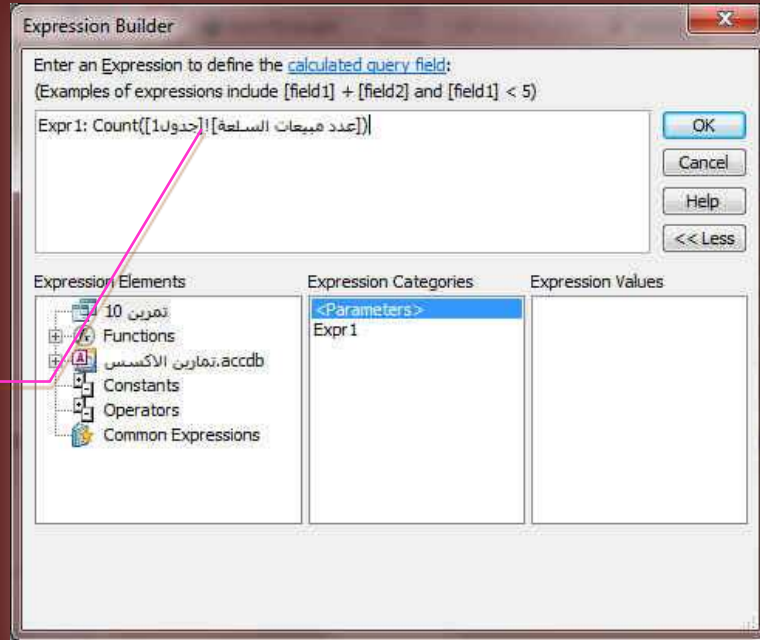 Expression Builder
Enter an Expression to define the calculated query field:
(Examples of expressions include [field1] + [field2] and [field1] < 5)
Expr1: Count([جدول1]![عدد مبيعات السلعة])
OK
Cancel
Help
<< Less
Expression Elements
تمرين 10
Functions
تمارين الاكسس.accdb
Constants
Operators
Common Expressions
Expression Categories
<Parameters>
Expr1
Expression Values